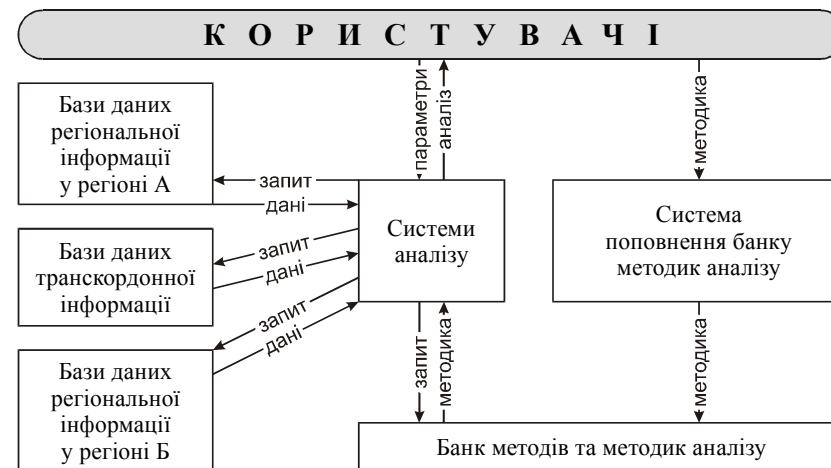 К О Р И С Т У В А Ч І
параметри
аналіз
методика
Бази даних
регіональної
інформації
у регіоні А
запит
дані
Бази даних
транскордонної
інформації
запит
дані
Бази даних
регіональної
інформації
у регіоні Б
запит
дані
Системи
аналізу
Система
поповнення банку
методик аналізу
запит
методика
методика
Банк методів та методик аналізу